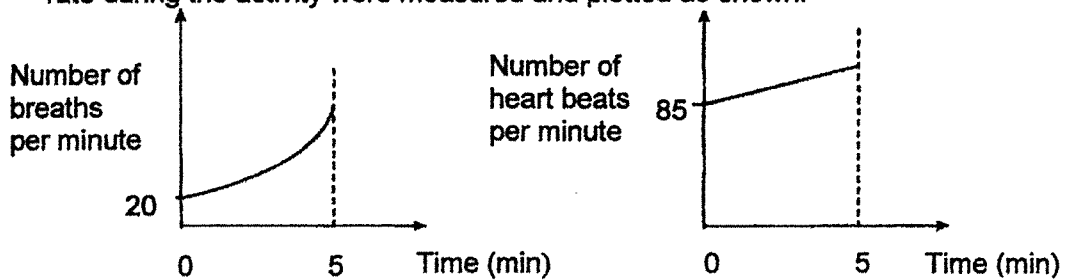 rate during the activity were measured and plotted as shown.
Number of
breaths
per minute
20
0
5
Time (min)
Number of
heart beats
per minute
85
0
5
Time (min)